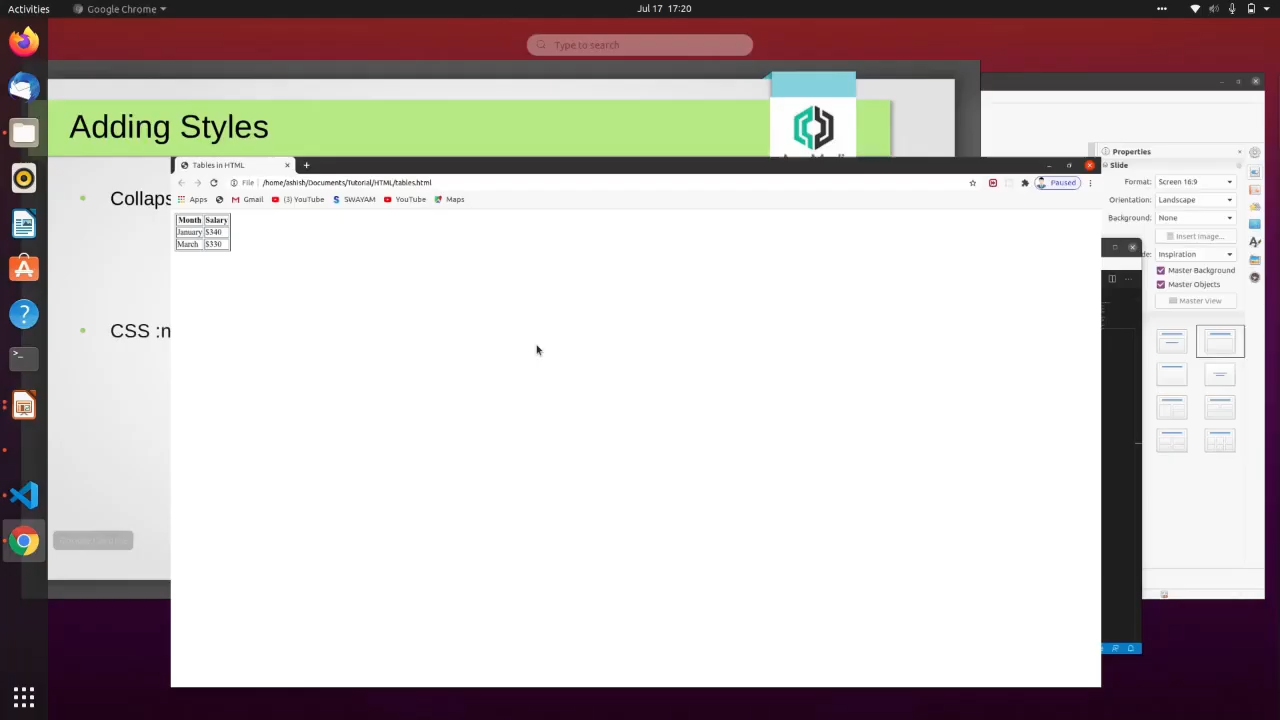 Activities
Google Chrome
Jul 17 17:20
Type to search
Adding Styles
Collaps
CSS :n
Tables in HTML
File
/home/ashish/Documents/Tutorial/HTML/tables.html
Paused
Apps
Gmail
(3) YouTube
SWAYAM
YouTube
Maps
Month Salary
January $340
March $330
Properties
Slide
Format: Screen 16:9
Orientation: Landscape
Background: None
Insert Image...
de: Inspiration
Master Background
Master Objects
Master View